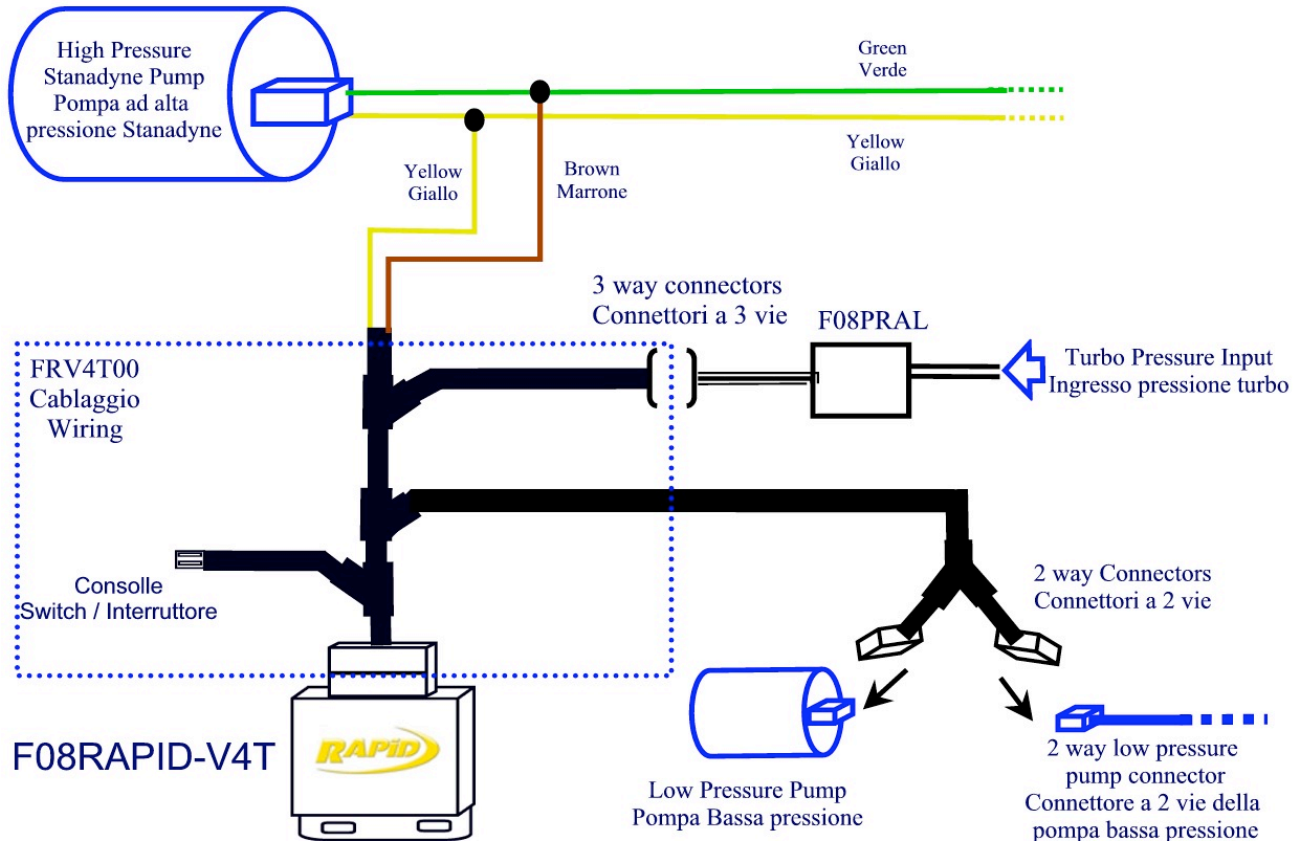 High Pressure
Stanadyne Pump
Pompa ad alta
pressione Stanadyne
Green
Verde
Yellow
Giallo
Yellow
Giallo
Brown
Marrone
3 way connectors
Connettori a 3 vie
F08PRAL
Turbo Pressure Input
Ingresso pressione turbo
FRV4T00
Cablaggio
Wiring
Consolle
Switch / Interruttore
2 way Connectors
Connettori a 2 vie
F08RAPID-V4T
RAPID
Low Pressure Pump
Pompa Bassa pressione
2 way low pressure
pump connector
Connettore a 2 vie della
pompa bassa pressione